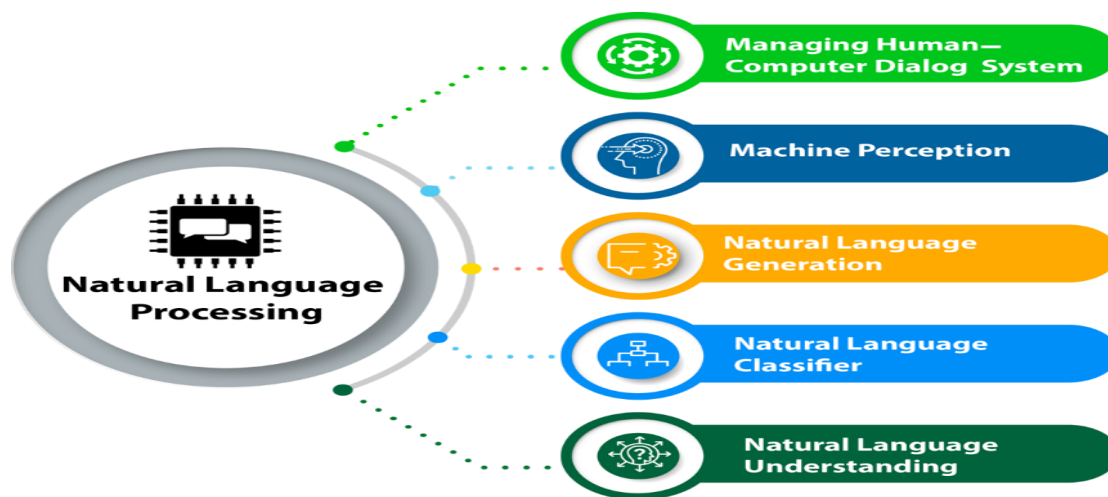 Natural Language
Processing
Managing Human—
Computer Dialog System
Machine Perception
Natural Language
Generation
Natural Language
Classifier
Natural Language
Understanding